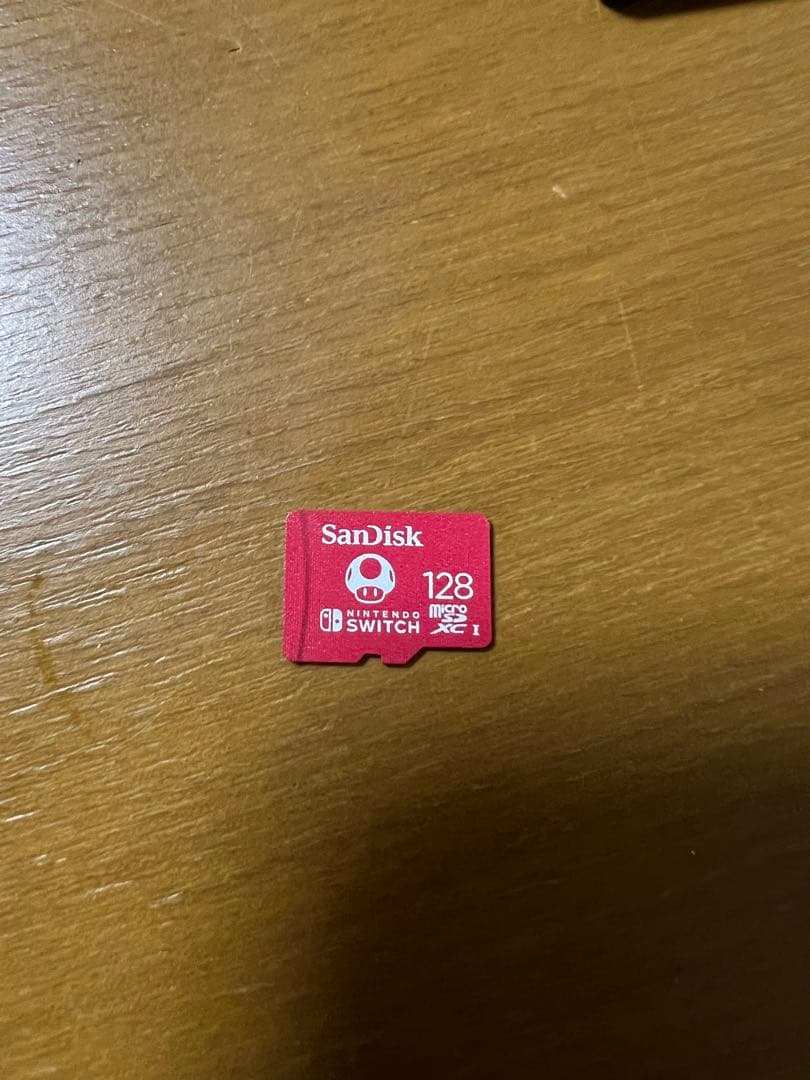 SanDisk
128
NINTENDO
SWITCH
micro
SD
XC I